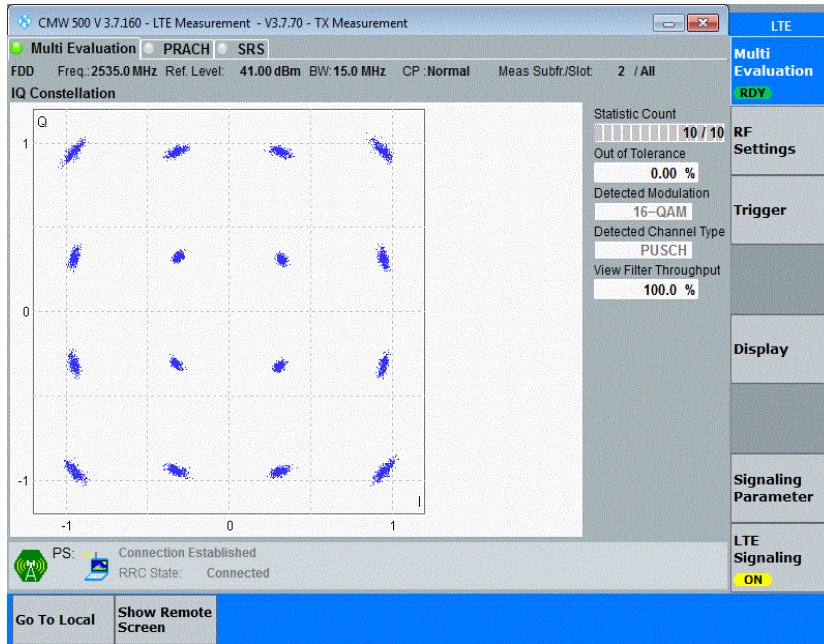 CMW 500 V 3.7.160 - LTE Measurement - V3.7.70 - TX Measurement
LTE
Multi Evaluation PRACH SRS
Multi
Evaluation
RDY
FDD Freq.: 2535.0 MHz Ref. Level: 41.00 dBm BW: 15.0 MHz CP : Normal Meas Subfr./Slot: 2 / All
IQ Constellation
Q
1
0
-1
-1
0
1
I
Statistic Count
10 / 10
Out of Tolerance
0.00 %
Detected Modulation
16-QAM
Detected Channel Type
PUSCH
View Filter Throughput
100.0 %
RF
Settings
Trigger
Display
Signaling
Parameter
LTE
Signaling
ON
PS: Connection Established
RRC State: Connected
Go To Local
Show Remote
Screen